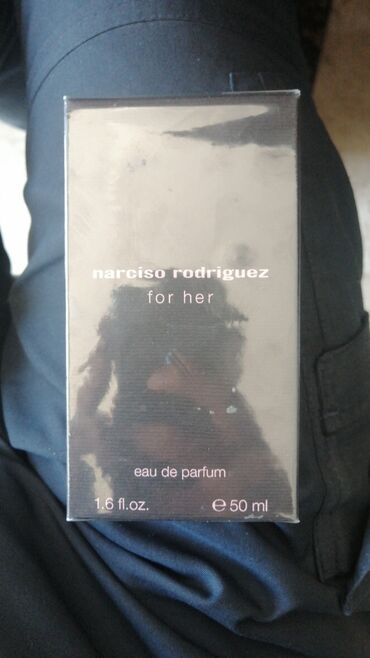 narciso rodriguez
for her
eau de parfum
1.6 fl.oz. ℮ 50 ml